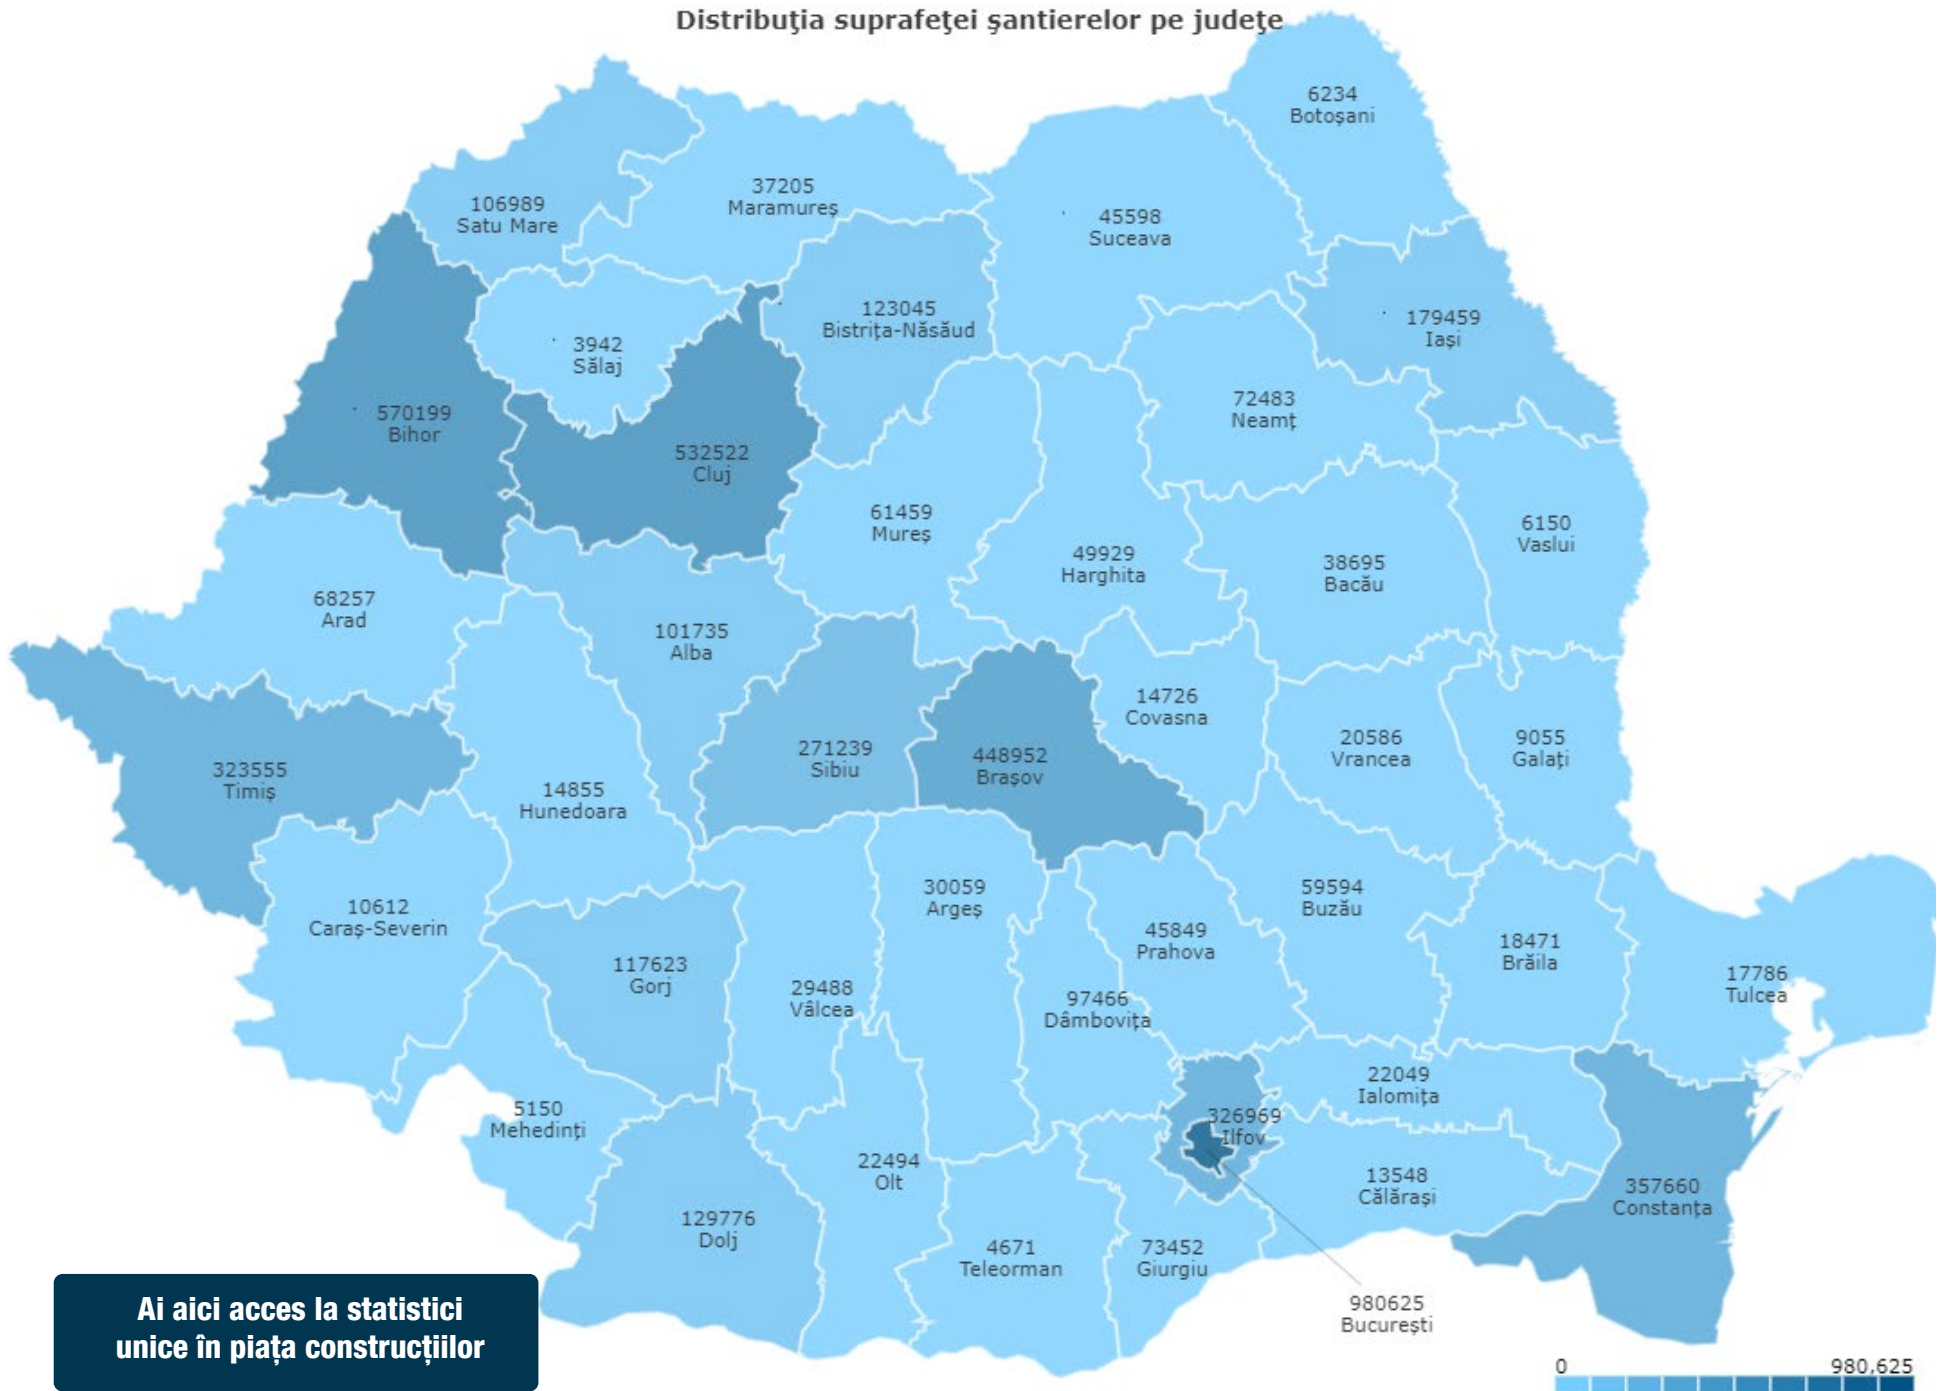 Distribuţia suprafeţei şantierelor pe judeţe
6234
Botoşani
106989
Satu Mare
37205
Maramureş
45598
Suceava
123045
Bistriţa-Năsăud
179459
Iaşi
3942
Sălaj
570199
Bihor
532522
Cluj
72483
Neamţ
61459
Mureş
49929
Harghita
38695
Bacău
6150
Vaslui
68257
Arad
101735
Alba
14726
Covasna
323555
Timiş
14855
Hunedoara
271239
Sibiu
448952
Braşov
20586
Vrancea
9055
Galaţi
10612
Caraş-Severin
30059
Argeş
59594
Buzău
45849
Prahova
18471
Brăila
117623
Gorj
29488
Vâlcea
97466
Dâmboviţa
17786
Tulcea
5150
Mehedinţi
22049
Ialomiţa
326969
Ilfov
22494
Olt
13548
Călăraşi
357660
Constanţa
129776
Dolj
4671
Teleorman
73452
Giurgiu
980625
Bucureşti
Ai aici acces la statistici
unice în piața construcțiilor
0 980,625